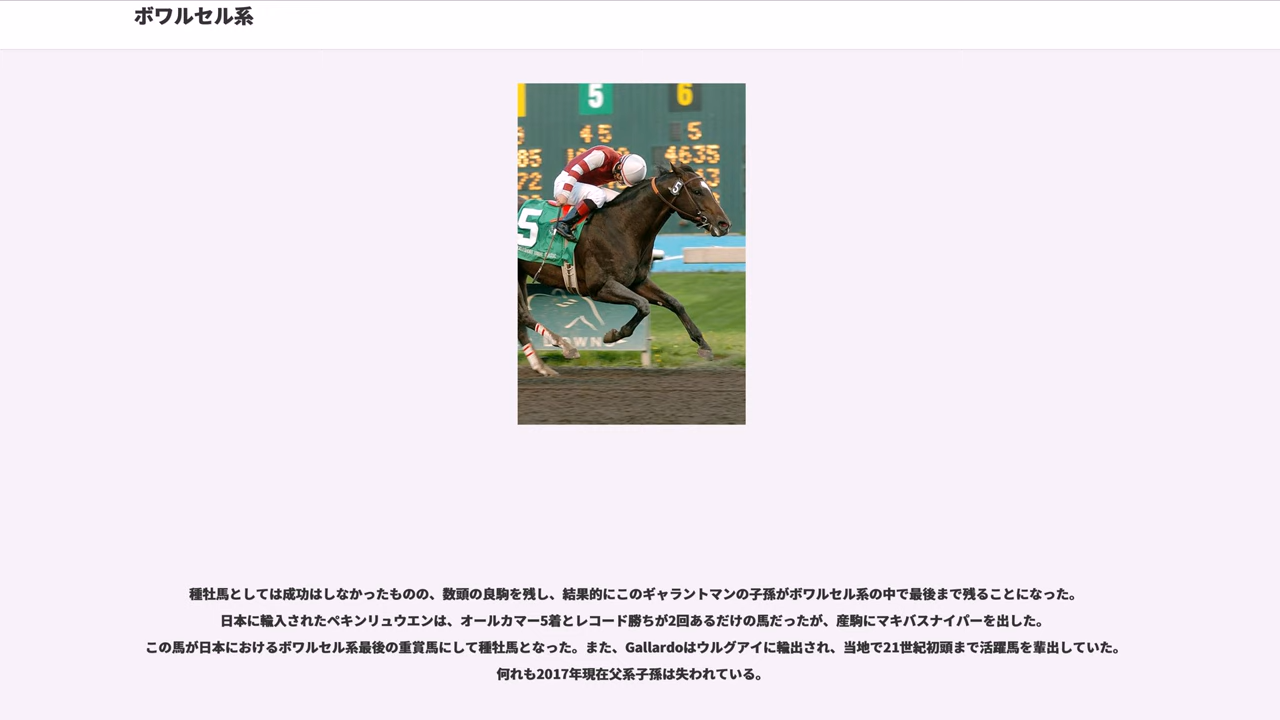 ボワルセル系
5
6
45
5
85
4635
72
13
5
5
種牡馬としては成功はしなかったものの、数頭の良駒を残し、結果的にこのギャラントマンの子孫がボワルセル系の中で最後まで残ることになった。
日本に輸入されたペキンリュウエンは、オールカマー5着とレコード勝ちが2回あるだけの馬だったが、産駒にマキバスナイパーを出した。
この馬が日本におけるボワルセル系最後の重賞馬にして種牡馬となった。また、Gallardoはウルグアイに輸出され、当地で21世紀初頭まで活躍馬を輩出していた。
何れも2017年現在父系子孫は失われている。